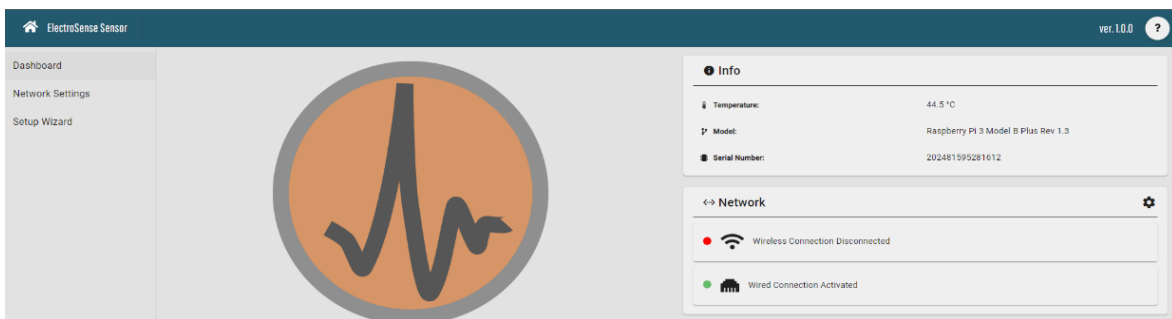 ElectroSense Sensor
ver.1.0.0
?
Dashboard
Network Settings
Setup Wizard
Info
Temperature: 44.5 °C
Model: Raspberry Pi 3 Model B Plus Rev 1.3
Serial Number: 202481595281612
Network
Wireless Connection Disconnected
Wired Connection Activated